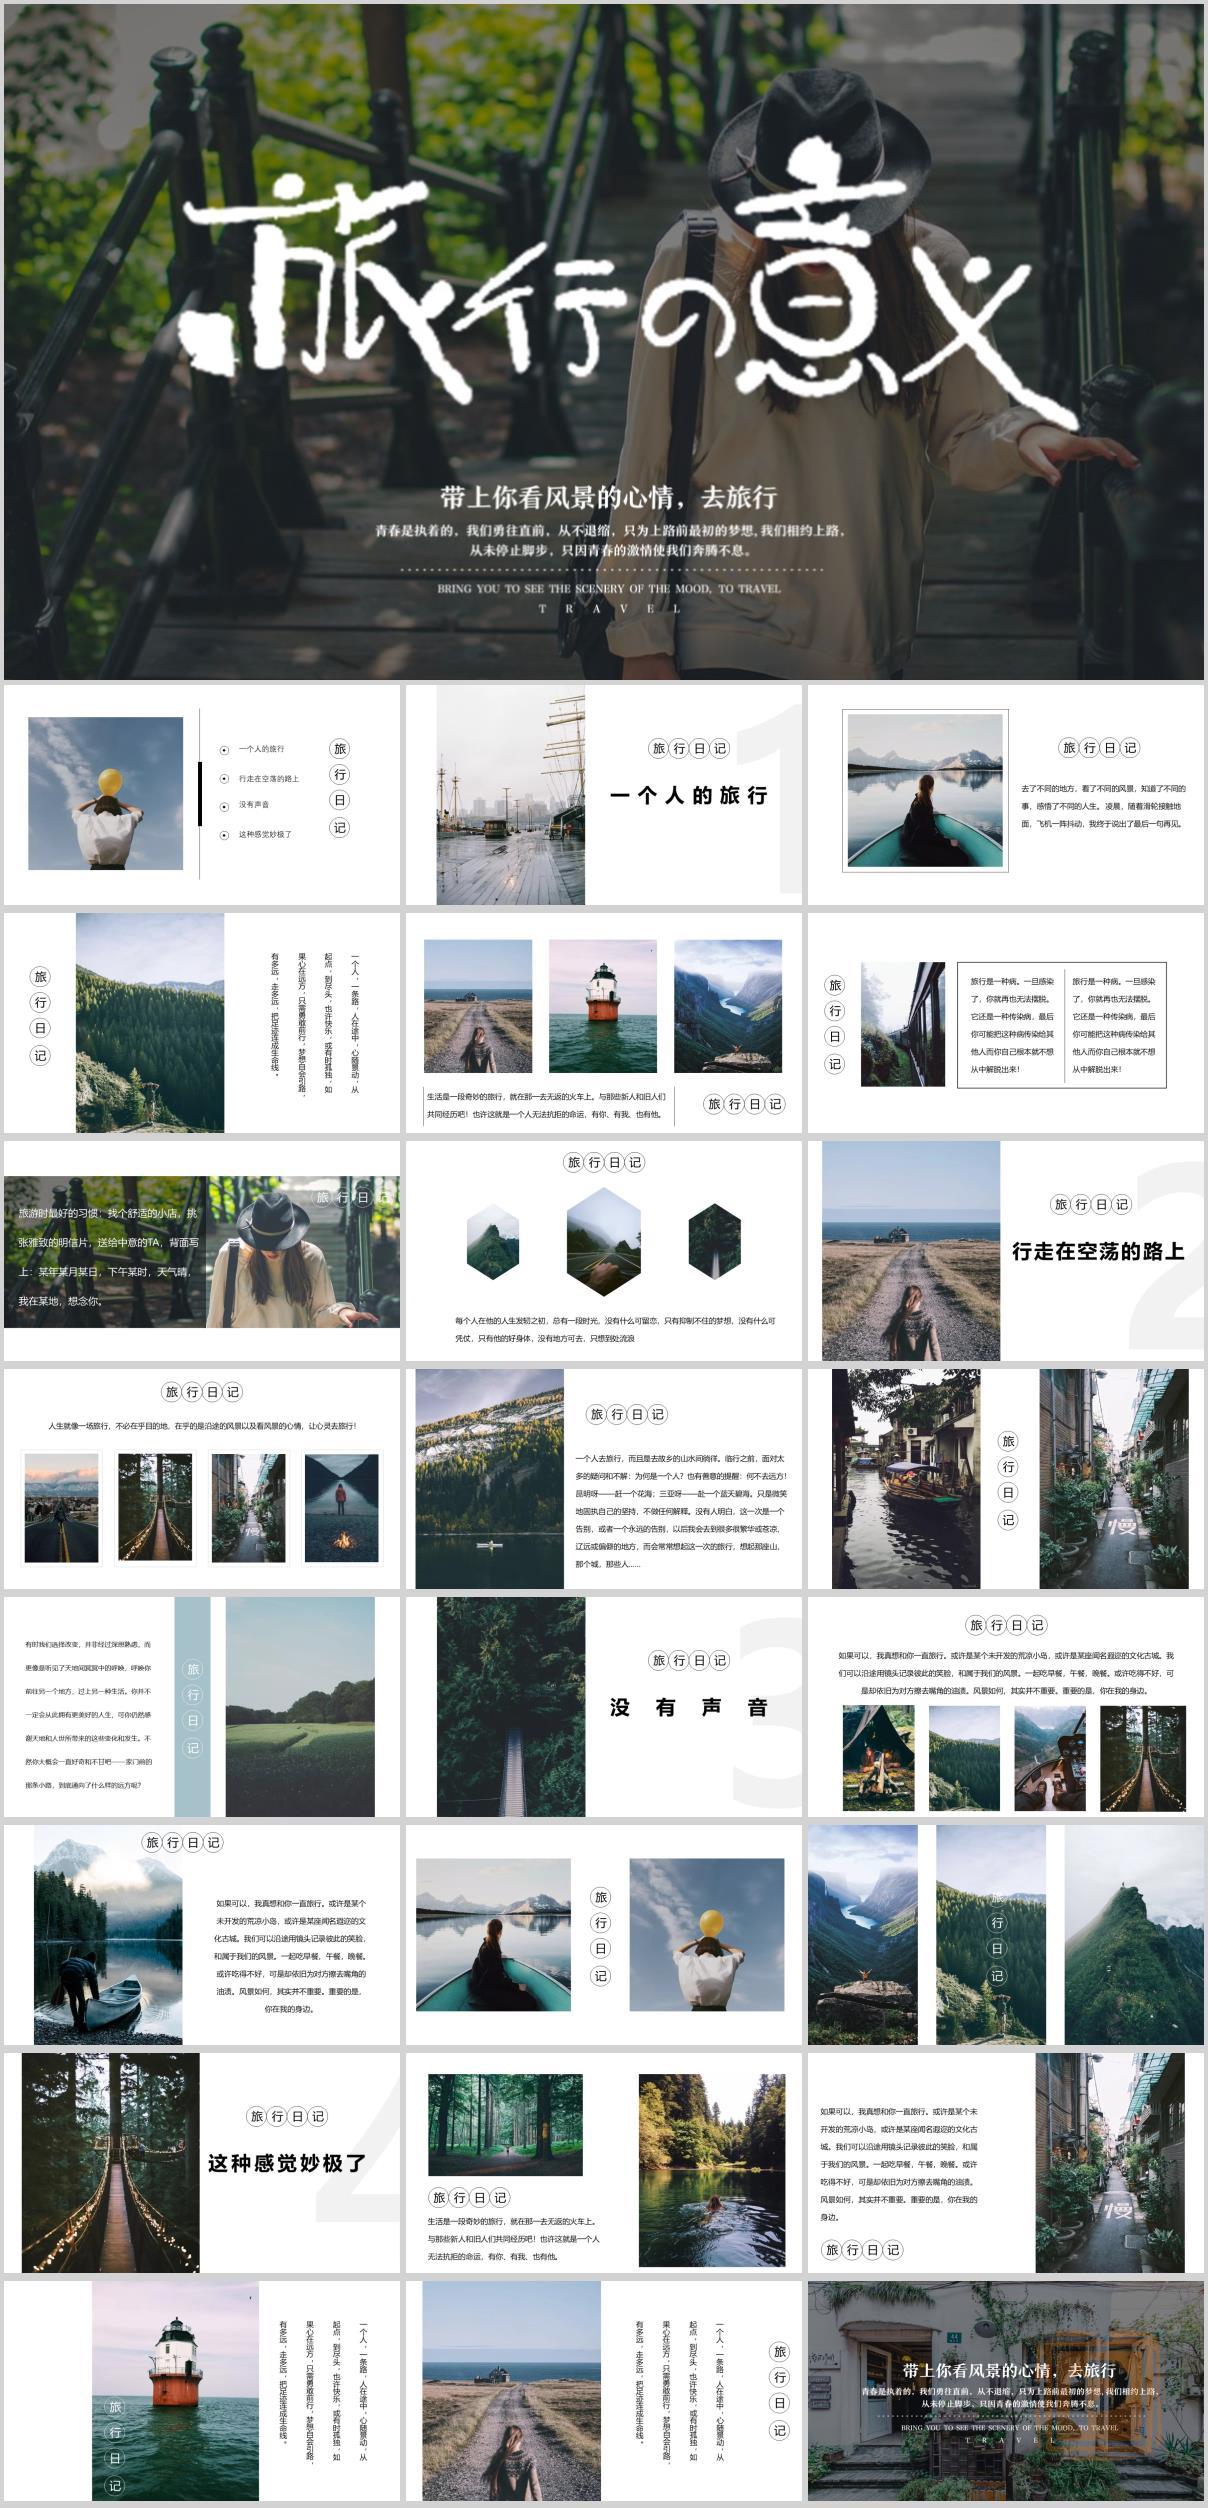 旅行の意义
带上你看风景的心情，去旅行
青春是执着的，我们勇往直前，从不退缩，只为上路前最初的梦想，我们相约上路，
从未停止脚步，只因青春的激情使我们奔腾不息。
BRING YOU TO SEE THE SCENERY OF THE MOOD, TO TRAVEL
TRAVEL
一个人的旅行
行走在空荡的路上
没有声音
这种感觉妙极了
旅行日记
1
旅行日记
一个人的旅行
旅行日记
去了不同的地方，看了不同的风景，知道了不同的
事，感悟了不同的人生。凌晨，随着滑轮接触地
面，飞机一阵抖动，我终于说出了最后一句再见。
旅行日记
一个人，一条路，人在途中，心随景动，从
起点，到尽头，也许快乐，或有时孤独，如
果心在远方，只需勇敢前行，梦想自会引路，
有多远，走多远，把足迹连成生命线。
生活是一段奇妙的旅行，就在那一去无返的火车上。与那些新人和旧人们
共同经历吧！也许这就是一个人无法抗拒的命运，有你、有我、也有他。
旅行日记
旅行日记
旅行是一种病。一旦感染
了，你就再也无法摆脱。
它还是一种传染病，最后
你可能把这种病传染给其
他人而你自己根本就不想
从中解脱出来！
旅行是一种病。一旦感染
了，你就再也无法摆脱。
它还是一种传染病，最后
你可能把这种病传染给其
他人而你自己根本就不想
从中解脱出来！
旅行日记
旅游时最好的习惯：找个舒适的小店，挑
张雅致的明信片，送给中意的TA，背面写
上：某年某月某日，下午某时，天气晴，
我在某地，想念你。
旅行日记
每个人在他的人生发轫之初，总有一段时光，没有什么可留恋，只有抑制不住的梦想，没有什么可
凭仗，只有他的好身体，没有地方可去，只想到处流浪
2
旅行日记
行走在空荡的路上
旅行日记
人生就像一场旅行，不必在乎目的地，在乎的是沿途的风景以及看风景的心情，让心灵去旅行！
慢
旅行日记
一个人去旅行，而且是去故乡的山水间徜徉。临行之前，面对太
多的疑问和不解：为何是一个人？也有善意的提醒：何不去远方！
昆明呀——赶一个花海；三亚呀——赴一个蓝天碧海。只是微笑
地固执自己的坚持，不做任何解释。没有人明白，这一次是一个
告别，或者一个永远的告别，以后我会去到很多很繁华或苍凉，
辽远或偏僻的地方，而会常常想起这一次的旅行，想起那座山，
那个城，那些人……
旅行日记
慢
有时我们选择改变，并非经过深思熟虑，而
更像是听见了天地间冥冥中的呼唤，呼唤你
前往另一个地方，过上另一种生活。你并不
一定会从此拥有更美好的人生，可你仍然感
谢天地和人世所带来的这些变化和发生。不
然你大概会一直好奇和不甘吧——家门前的
那条小路，到底通向了什么样的远方呢？
旅行日记
3
旅行日记
没有声音
旅行日记
如果可以，我真想和你一直旅行。或许是某个未开发的荒凉小岛，或许是某座闻名遐迩的文化古城。我
们可以沿途用镜头记录彼此的笑脸，和属于我们的风景。一起吃早餐，午餐，晚餐。或许吃得不好，可
是却依旧为对方擦去嘴角的油渍。风景如何，其实并不重要。重要的是，你在我的身边。
旅行日记
如果可以，我真想和你一直旅行。或许是某个
未开发的荒凉小岛，或许是某座闻名遐迩的文
化古城。我们可以沿途用镜头记录彼此的笑脸，
和属于我们的风景。一起吃早餐，午餐，晚餐。
或许吃得不好，可是却依旧为对方擦去嘴角的
油渍。风景如何，其实并不重要。重要的是，
你在我的身边。
旅行日记
旅行日记
4
旅行日记
这种感觉妙极了
旅行日记
生活是一段奇妙的旅行，就在那一去无返的火车上。
与那些新人和旧人们共同经历吧！也许这就是一个人
无法抗拒的命运，有你、有我、也有他。
如果可以，我真想和你一直旅行。或许是某个未
开发的荒凉小岛，或许是某座闻名遐迩的文化古
城。我们可以沿途用镜头记录彼此的笑脸，和属
于我们的风景。一起吃早餐，午餐，晚餐。或许
吃得不好，可是却依旧为对方擦去嘴角的油渍。
风景如何，其实并不重要。重要的是，你在我的
身边。
旅行日记
慢
旅行日记
一个人，一条路，人在途中，心随景动，从
起点，到尽头，也许快乐，或有时孤独，如
果心在远方，只需勇敢前行，梦想自会引路，
有多远，走多远，把足迹连成生命线。
一个人，一条路，人在途中，心随景动，从
起点，到尽头，也许快乐，或有时孤独，如
果心在远方，只需勇敢前行，梦想自会引路，
有多远，走多远，把足迹连成生命线。
旅行日记
带上你看风景的心情，去旅行
青春是执着的，我们勇往直前，从不退缩，只为上路前最初的梦想，我们相约上路，
从未停止脚步，只因青春的激情使我们奔腾不息。
BRING YOU TO SEE THE SCENERY OF THE MOOD, TO TRAVEL
TRAVEL